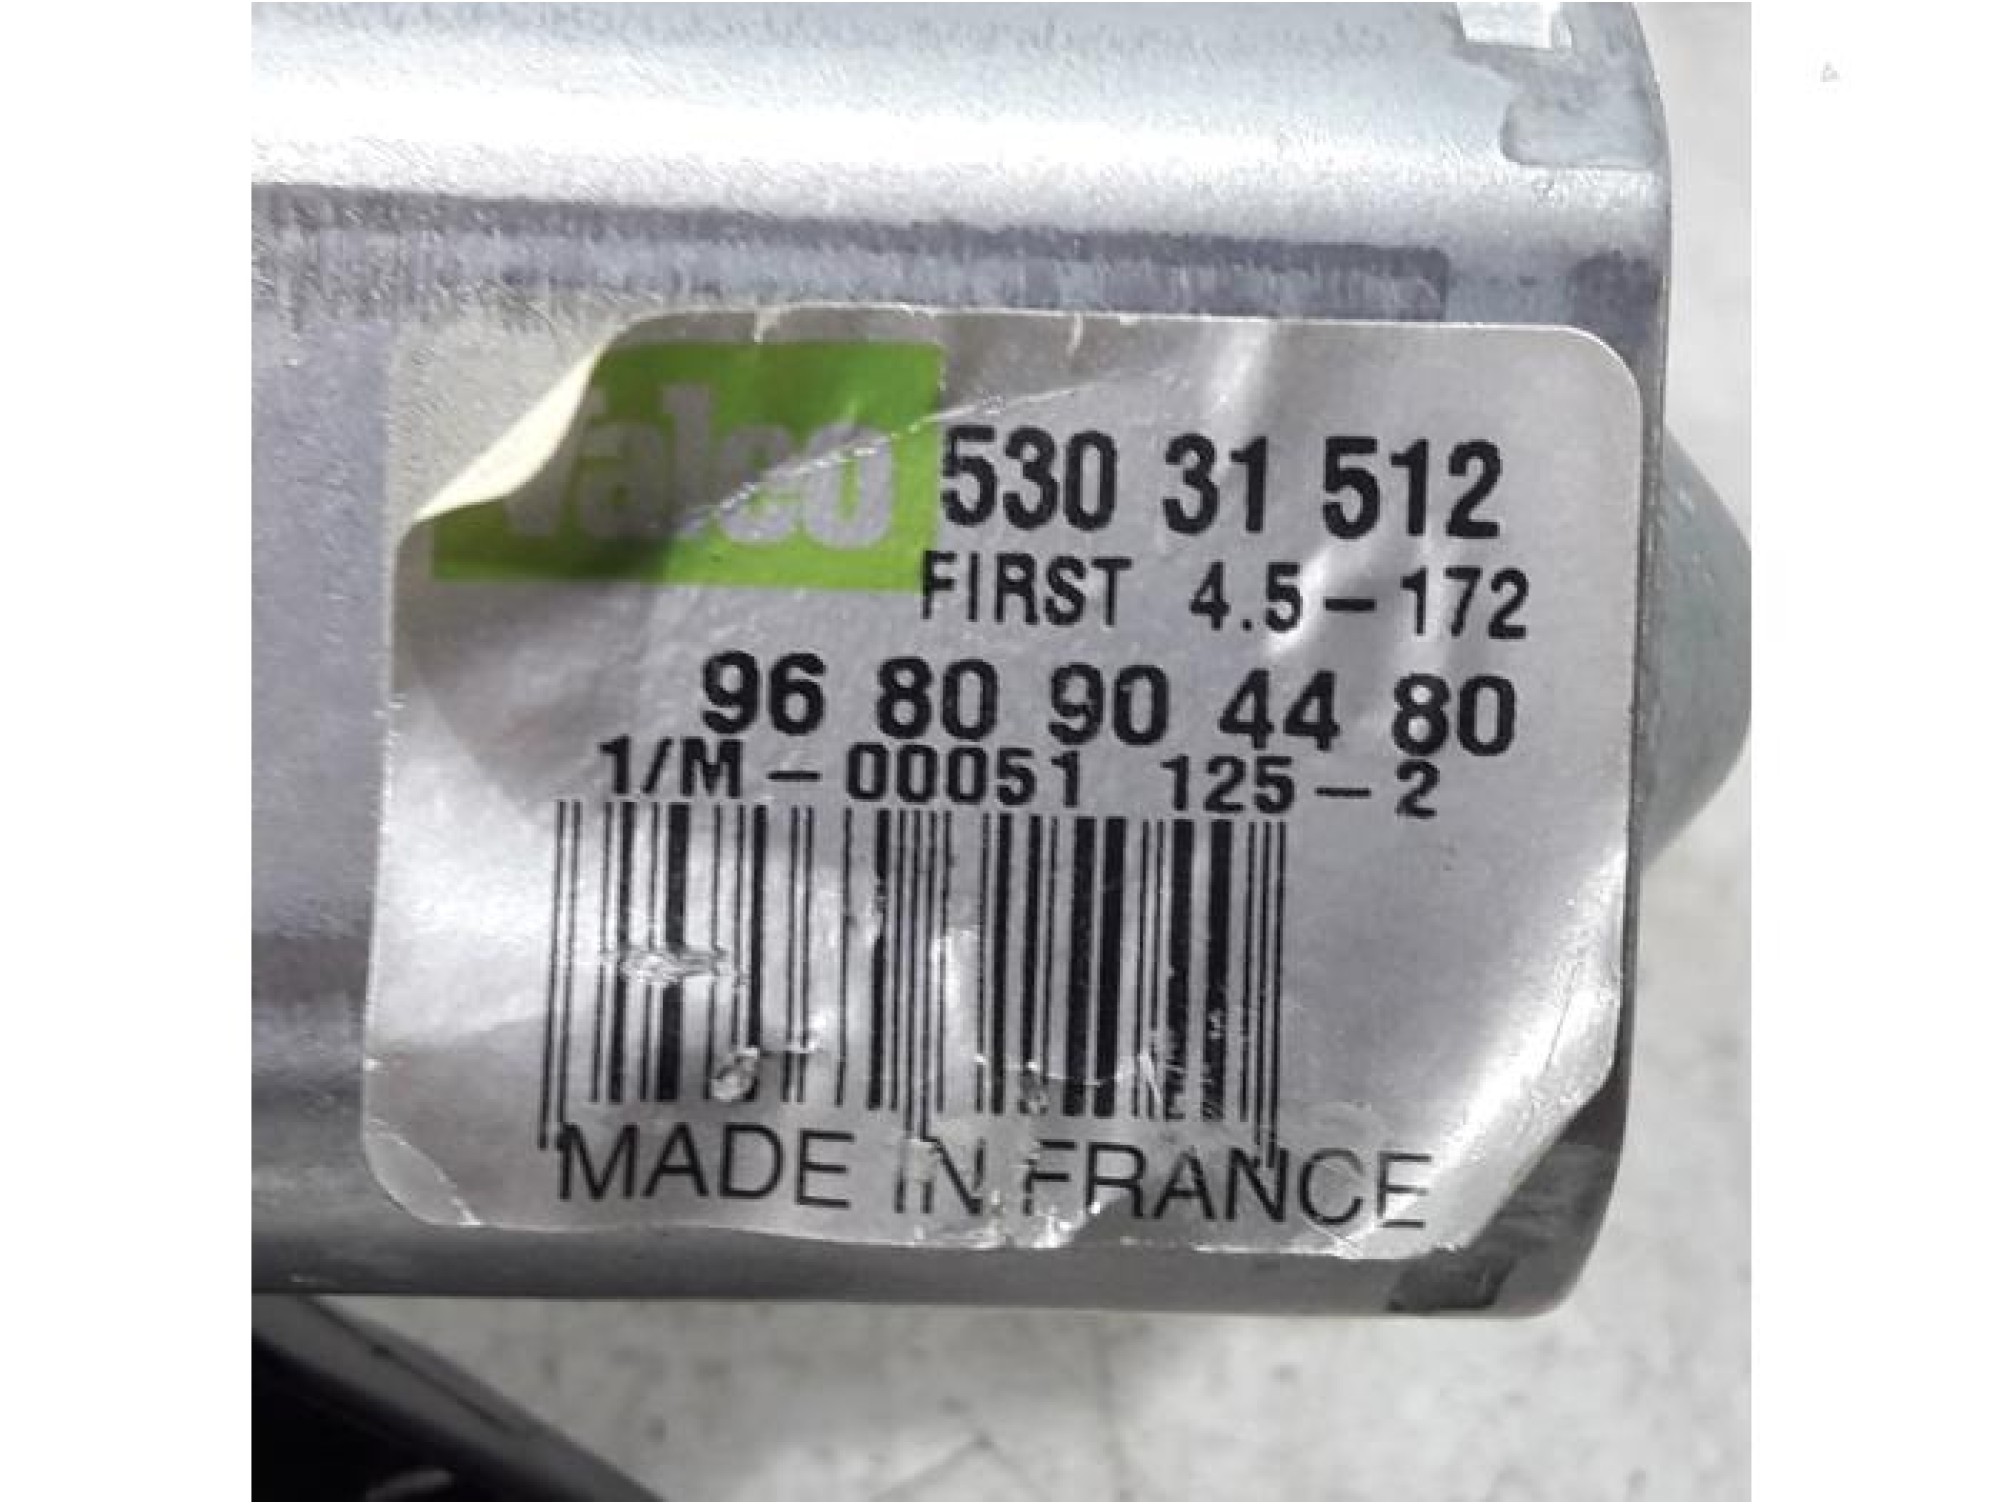 Valeo 530 31 512
FIRST 4.5-172
96 80 90 44 80
1/M-00051 125-2
MADE IN FRANCE